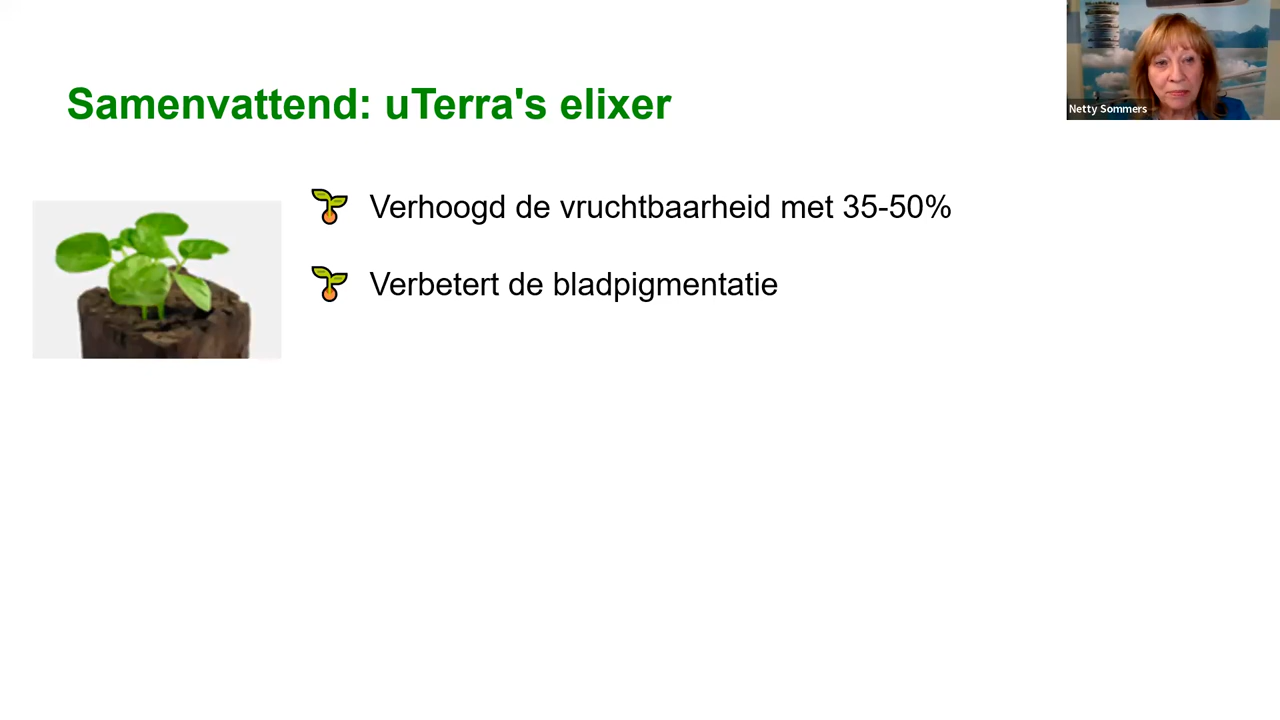 Samenvattend: uTerra's elixer
Netty Sommers
Verhoogd de vruchtbaarheid met 35-50%
Verbetert de bladpigmentatie